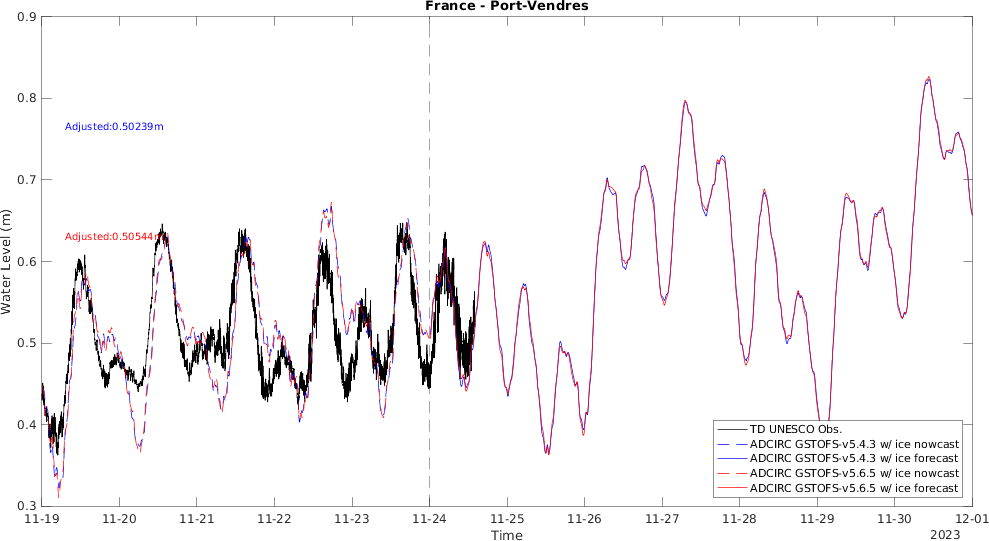 France - Port-Vendres
0.9
0.8
0.7
0.6
0.5
0.4
0.3
Water Level (m)
Adjusted:0.50239m
Adjusted:0.50544
TD UNESCO Obs.
ADCIRC GSTOFS-v5.4.3 w/ ice nowcast
ADCIRC GSTOFS-v5.4.3 w/ ice forecast
ADCIRC GSTOFS-v5.6.5 w/ ice nowcast
ADCIRC GSTOFS-v5.6.5 w/ ice forecast
11-19 11-20 11-21 11-22 11-23 11-24 11-25 11-26 11-27 11-28 11-29 11-30 12-01
Time
2023